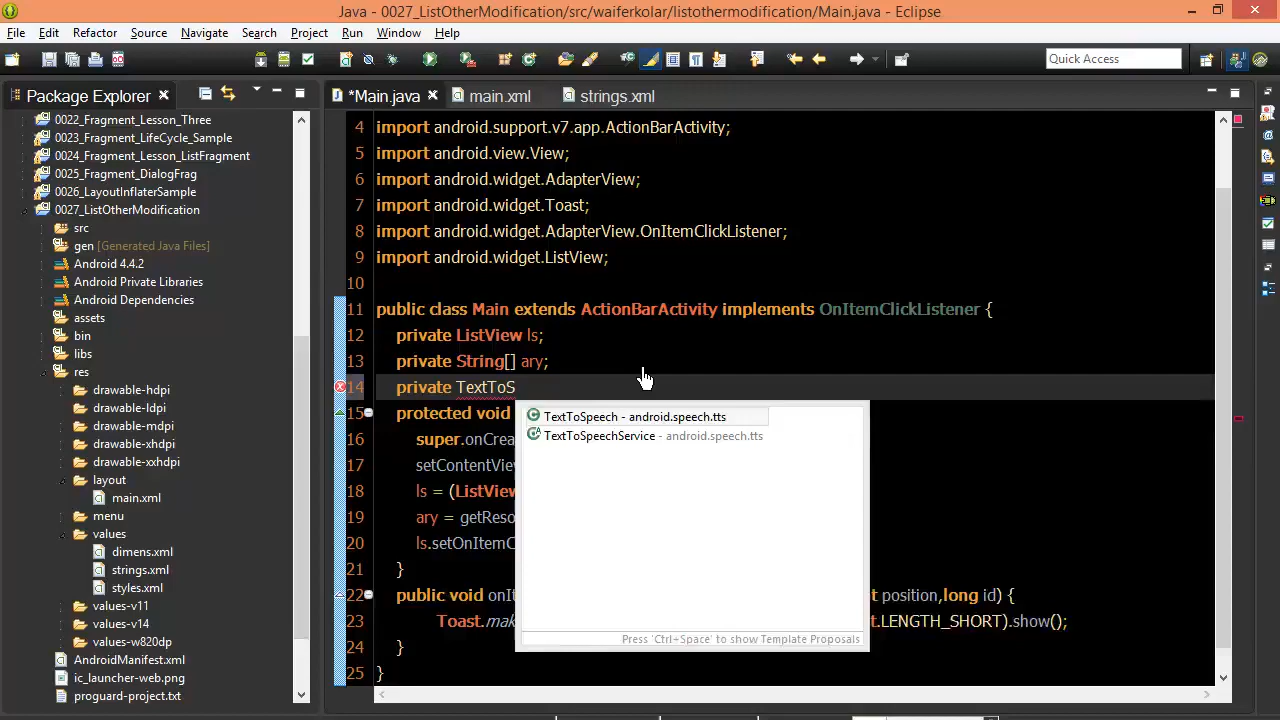 Java - 0027_ListOtherModification/src/waiferkolar/listothermodification/Main.java - Eclipse
File Edit Refactor Source Navigate Search Project Run Window Help
Quick Access
Package Explorer
*Main.java main.xml strings.xml
0022_Fragment_Lesson_Three
0023_Fragment_LifeCycle_Sample
0024_Fragment_Lesson_ListFragment
0025_Fragment_DialogFrag
0026_LayoutInflaterSample
0027_ListOtherModification
src
gen [Generated Java Files]
Android 4.4.2
Android Private Libraries
Android Dependencies
assets
bin
libs
res
drawable-hdpi
drawable-ldpi
drawable-mdpi
drawable-xhdpi
drawable-xxhdpi
layout
main.xml
menu
values
dimens.xml
strings.xml
styles.xml
values-v11
values-v14
values-w820dp
AndroidManifest.xml
ic_launcher-web.png
proguard-project.txt
4 import android.support.v7.app.ActionBarActivity;
5 import android.view.View;
6 import android.widget.AdapterView;
7 import android.widget.Toast;
8 import android.widget.AdapterView.OnItemClickListener;
9 import android.widget.ListView;
10
11 public class Main extends ActionBarActivity implements OnItemClickListener {
12 private ListView ls;
13 private String[] ary;
14 private TextToS
15 protected void
16 super.onCrea
17 setContentView
18 ls = (ListView
19 ary = getReso
20 ls.setOnItemC
21 }
22 public void onIt t position,long id) {
23 Toast.mak t.LENGTH_SHORT).show();
24 }
25 }
TextToSpeech - android.speech.tts
TextToSpeechService - android.speech.tts
Press 'Ctrl+Space' to show Template Proposals